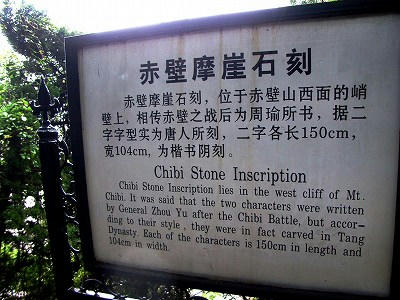 赤壁摩崖石刻
赤壁摩崖石刻，位于赤壁山西面的峭
壁上，相传赤壁之战后为周瑜所书，据二
字字型实为唐人所刻，二字各长150cm，
宽104cm，为楷书阴刻。
Chibi Stone Inscription
Chibi Stone Inscription lies in the west cliff of Mt.
Chibi. It was said that the two characters were written
by General Zhou Yu after the Chibi Battle, but accor-
ding to their style , they were in fact carved in Tang
Dynasty. Each of the characters is 150cm in length and
104cm in width.